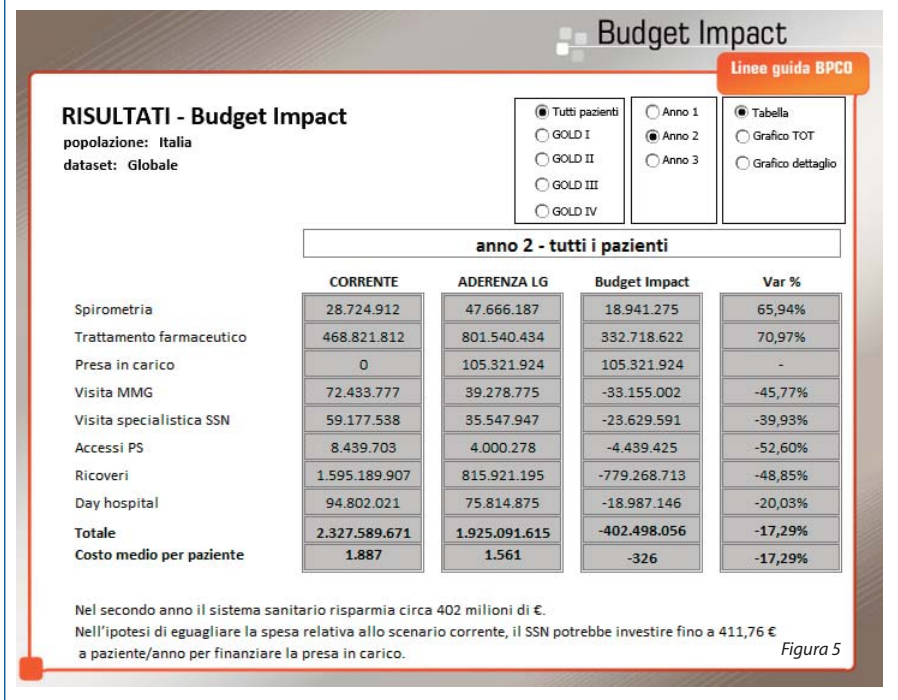 Budget Impact
Linee guida BPCO
RISULTATI - Budget Impact
popolazione: Italia
dataset: Globale
Tutti pazienti
GOLD I
GOLD II
GOLD III
GOLD IV
Anno 1
Anno 2
Anno 3
Tabella
Grafico TOT
Grafico dettaglio
anno 2 - tutti i pazienti
CORRENTE ADERENZA LG Budget Impact Var %
Spirometria 28.724.912 47.666.187 18.941.275 65,94%
Trattamento farmaceutico 468.821.812 801.540.434 332.718.622 70,97%
Presa in carico 0 105.321.924 105.321.924 -
Visita MMG 72.433.777 39.278.775 -33.155.002 -45,77%
Visita specialistica SSN 59.177.538 35.547.947 -23.629.591 -39,93%
Accessi PS 8.439.703 4.000.278 -4.439.425 -52,60%
Ricoveri 1.595.189.907 815.921.195 -779.268.713 -48,85%
Day hospital 94.802.021 75.814.875 -18.987.146 -20,03%
Totale 2.327.589.671 1.925.091.615 -402.498.056 -17,29%
Costo medio per paziente 1.887 1.561 -326 -17,29%
Nel secondo anno il sistema sanitario risparmia circa 402 milioni di €.
Nell'ipotesi di eguagliare la spesa relativa allo scenario corrente, il SSN potrebbe investire fino a 411,76 €
a paziente/anno per finanziare la presa in carico.
Figura 5